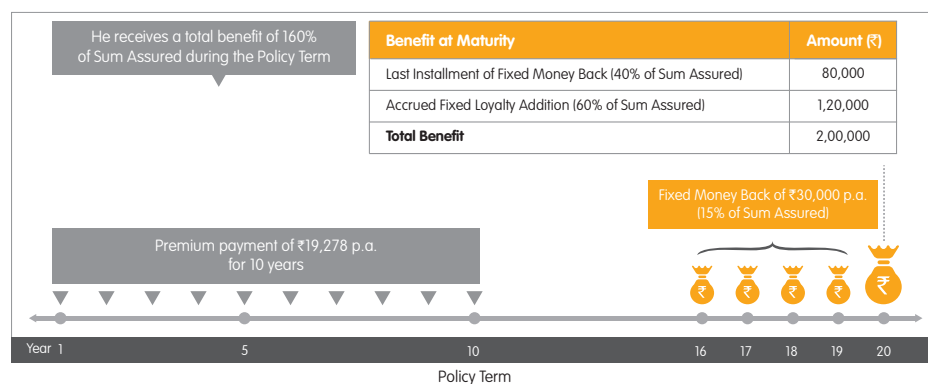 He receives a total benefit of 160%
of Sum Assured during the Policy Term
Benefit at Maturity Amount (₹)
Last Installment of Fixed Money Back (40% of Sum Assured) 80,000
Accrued Fixed Loyalty Addition (60% of Sum Assured) 1,20,000
Total Benefit 2,00,000
Fixed Money Back of ₹30,000 p.a.
(15% of Sum Assured)
Premium payment of ₹19,278 p.a.
for 10 years
₹ ₹ ₹ ₹ ₹
Year 1 5 10 16 17 18 19 20
Policy Term